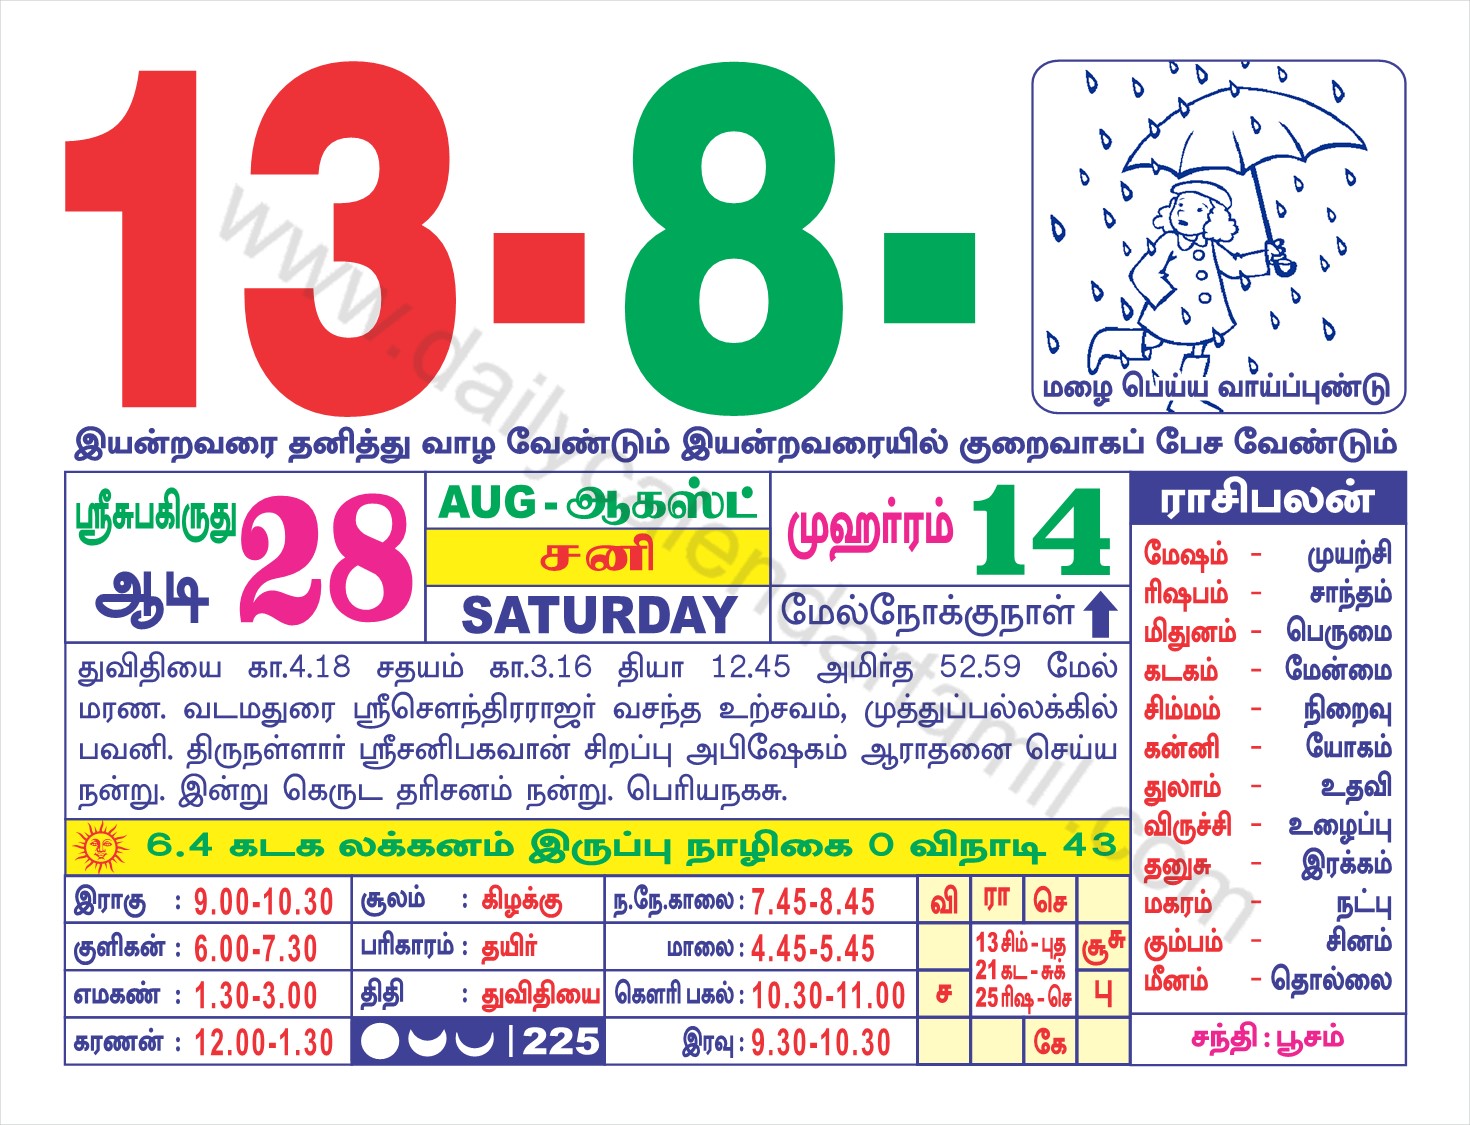 13-8-
மழை பெய்ய வாய்ப்புண்டு
இயன்றவரை தனித்து வாழ வேண்டும் இயன்றவரையில் குறைவாகப் பேச வேண்டும்
ஸ்ரீசுபகிருது
ஆடி 28
AUG - ஆகஸ்ட்
சனி
SATURDAY
முஹர்ரம் 14
மேல்நோக்குநாள்
துவிதியை கா.4.18 சதயம் கா.3.16 தியா 12.45 அமிர்த 52.59 மேல்
மரண. வடமதுரை ஸ்ரீசௌந்திரராஜர் வசந்த உற்சவம், முத்துப்பல்லக்கில்
பவனி. திருநள்ளார் ஸ்ரீசனிபகவான் சிறப்பு அபிஷேகம் ஆராதனை செய்ய
நன்று. இன்று கெருட தரிசனம் நன்று. பெரியநகசு.
6.4 கடக லக்கனம் இருப்பு நாழிகை 0 விநாடி 43
இராகு : 9.00-10.30
குளிகன் : 6.00-7.30
எமகண் : 1.30-3.00
கரணன் : 12.00-1.30
சூலம் : கிழக்கு
பரிகாரம் : தயிர்
திதி : துவிதியை
225
ந.நே.காலை : 7.45-8.45
மாலை : 4.45-5.45
கௌரி பகல் : 10.30-11.00
இரவு : 9.30-10.30
வி ரா செ
சூசு
ச பு
கே
13 சிம் - புத
21 கட - சுக்
25 ரிஷ - செ
ராசிபலன்
மேஷம் - முயற்சி
ரிஷபம் - சாந்தம்
மிதுனம் - பெருமை
கடகம் - மேன்மை
சிம்மம் - நிறைவு
கன்னி - யோகம்
துலாம் - உதவி
விருச்சி - உழைப்பு
தனுசு - இரக்கம்
மகரம் - நட்பு
கும்பம் - சினம்
மீனம் - தொல்லை
சந்தி : பூசம்
www.dailycalendartamil.com